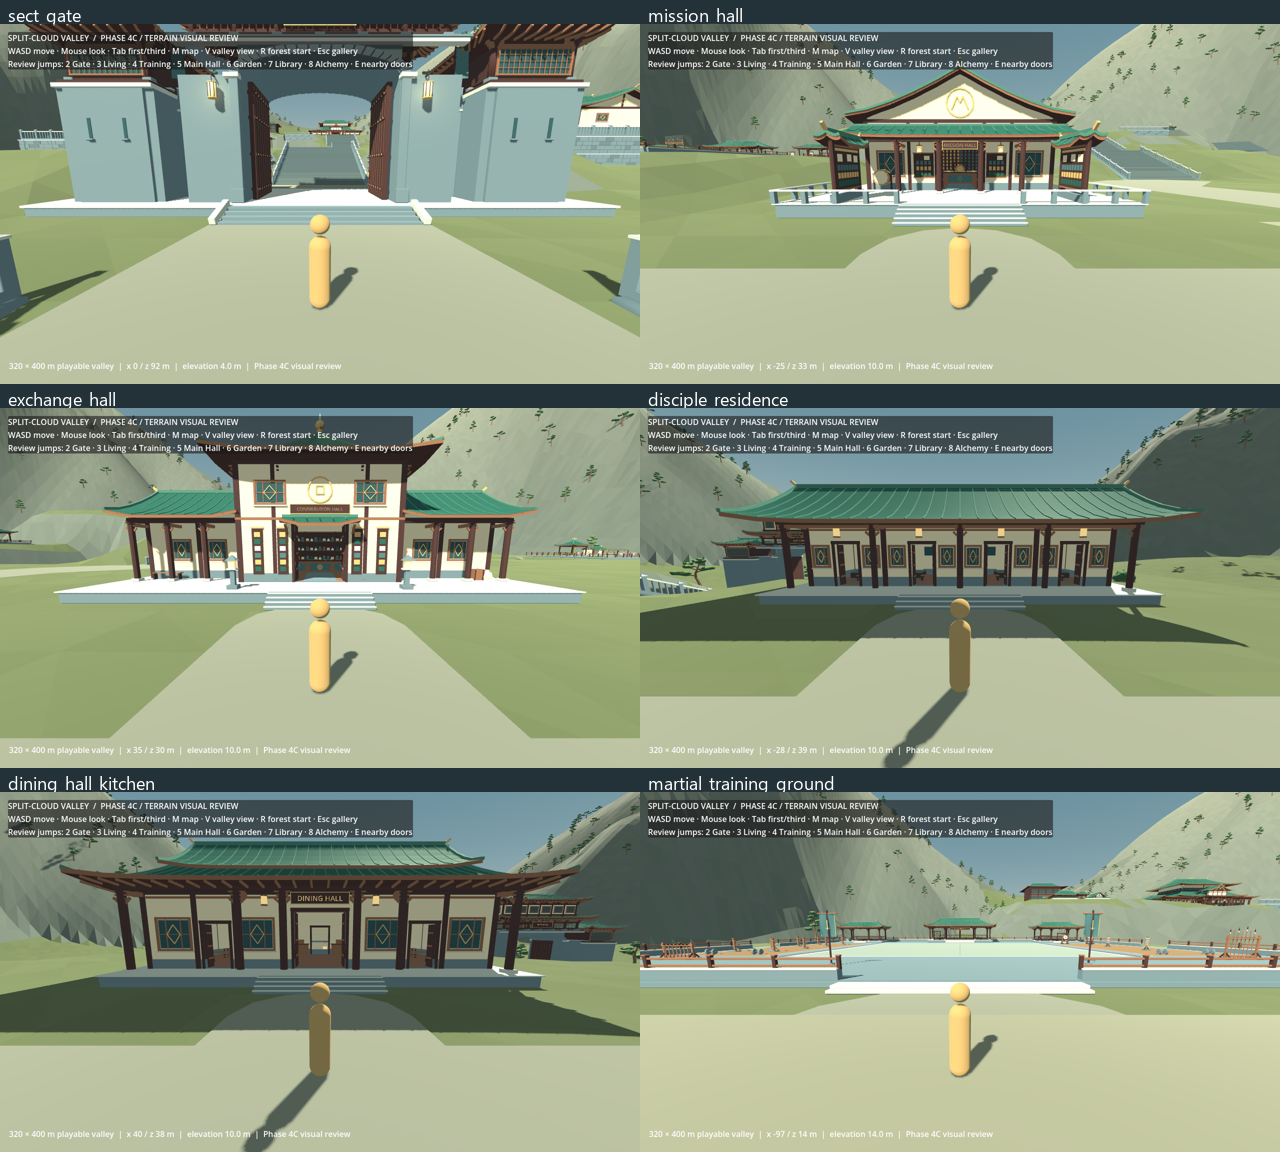 sect gate
SPLIT-CLOUD VALLEY / PHASE 4C / TERRAIN VISUAL REVIEW
WASD move · Mouse look · Tab first/third · M map · V valley view · R forest start · Esc gallery
Review jumps: 2 Gate · 3 Living · 4 Training · 5 Main Hall · 6 Garden · 7 Library · 8 Alchemy · E nearby doors
320 × 400 m playable valley | x 0 / z 92 m | elevation 4.0 m | Phase 4C visual review
mission hall
SPLIT-CLOUD VALLEY / PHASE 4C / TERRAIN VISUAL REVIEW
WASD move · Mouse look · Tab first/third · M map · V valley view · R forest start · Esc gallery
Review jumps: 2 Gate · 3 Living · 4 Training · 5 Main Hall · 6 Garden · 7 Library · 8 Alchemy · E nearby doors
MISSION HALL
320 × 400 m playable valley | x -25 / z 33 m | elevation 10.0 m | Phase 4C visual review
exchange hall
SPLIT-CLOUD VALLEY / PHASE 4C / TERRAIN VISUAL REVIEW
WASD move · Mouse look · Tab first/third · M map · V valley view · R forest start · Esc gallery
Review jumps: 2 Gate · 3 Living · 4 Training · 5 Main Hall · 6 Garden · 7 Library · 8 Alchemy · E nearby doors
CONTRIBUTION HALL
320 × 400 m playable valley | x 35 / z 30 m | elevation 10.0 m | Phase 4C visual review
disciple residence
SPLIT-CLOUD VALLEY / PHASE 4C / TERRAIN VISUAL REVIEW
WASD move · Mouse look · Tab first/third · M map · V valley view · R forest start · Esc gallery
Review jumps: 2 Gate · 3 Living · 4 Training · 5 Main Hall · 6 Garden · 7 Library · 8 Alchemy · E nearby doors
320 × 400 m playable valley | x -28 / z 39 m | elevation 10.0 m | Phase 4C visual review
dining hall kitchen
SPLIT-CLOUD VALLEY / PHASE 4C / TERRAIN VISUAL REVIEW
WASD move · Mouse look · Tab first/third · M map · V valley view · R forest start · Esc gallery
Review jumps: 2 Gate · 3 Living · 4 Training · 5 Main Hall · 6 Garden · 7 Library · 8 Alchemy · E nearby doors
DINING HALL
320 × 400 m playable valley | x 40 / z 38 m | elevation 10.0 m | Phase 4C visual review
martial training ground
SPLIT-CLOUD VALLEY / PHASE 4C / TERRAIN VISUAL REVIEW
WASD move · Mouse look · Tab first/third · M map · V valley view · R forest start · Esc gallery
Review jumps: 2 Gate · 3 Living · 4 Training · 5 Main Hall · 6 Garden · 7 Library · 8 Alchemy · E nearby doors
320 × 400 m playable valley | x -97 / z 14 m | elevation 14.0 m | Phase 4C visual review